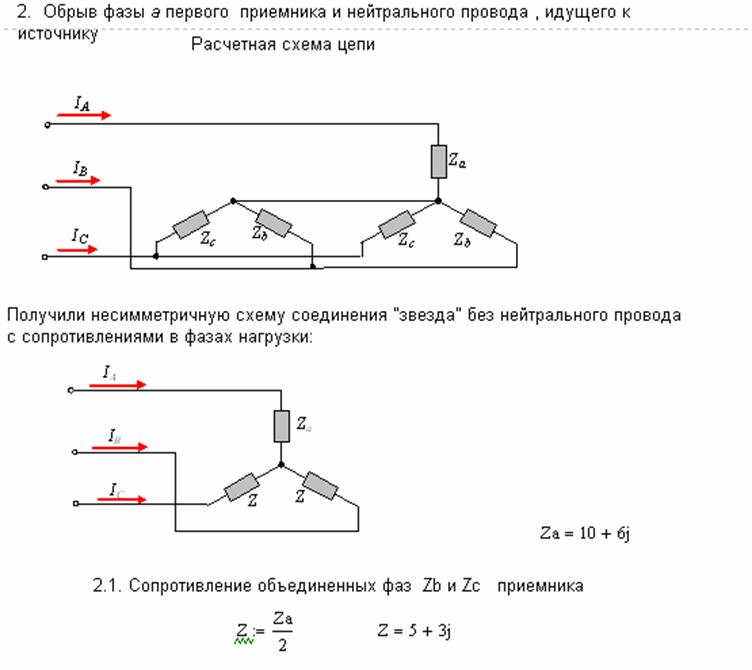 2. Обрыв фазы а первого приемника и нейтрального провода , идущего к
источнику
Расчетная схема цепи
IA
Za
IB
IC
Zc
Zb
Zc
Zb
Получили несимметричную схему соединения "звезда" без нейтрального провода
с сопротивлениями в фазах нагрузки:
IA
Za
IB
IC
Z
Z
Za = 10 + 6j
2.1. Сопротивление объединенных фаз Zb и Zc приемника
Z := Za/2 Z = 5 + 3j